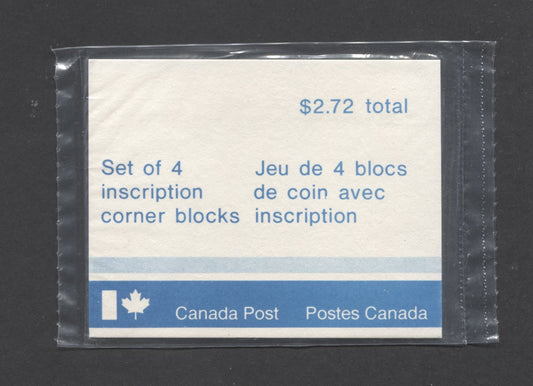 $2.72 total
Set of 4
inscription
corner blocks
Jeu de 4 blocs
de coin avec
inscription
Canada Post
Postes Canada